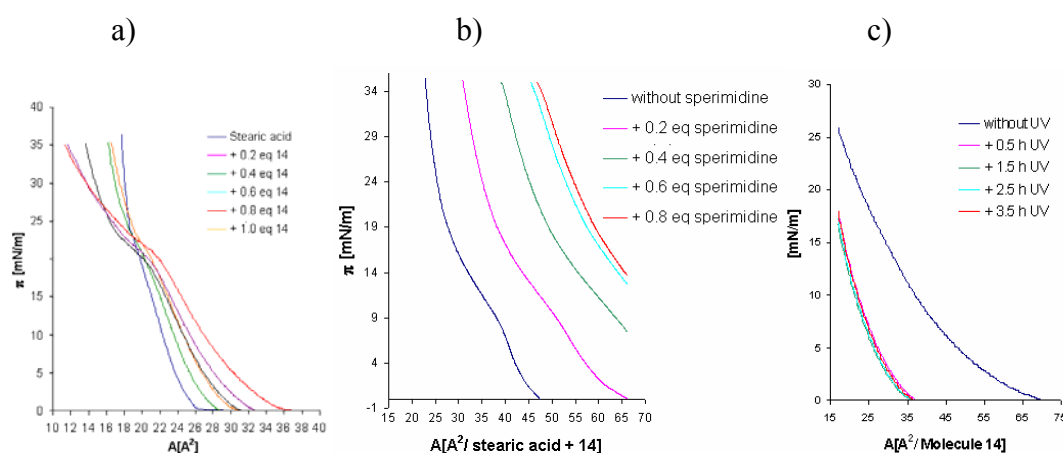 a)
b)
c)
40
35
30
25
20
15
10
5
0
π [mN/m]
Stearic acid
+ 0.2 eq 14
+ 0.4 eq 14
+ 0.6 eq 14
+ 0.8 eq 14
+ 1.0 eq 14
10 12 14 16 18 20 22 24 26 28 30 32 34 36 38 40
A[A²]
34
29
24
19
14
9
4
-1
π [mN/m]
without sperimidine
+ 0.2 eq sperimidine
+ 0.4 eq sperimidine
+ 0.6 eq sperimidine
+ 0.8 eq sperimidine
15 20 25 30 35 40 45 50 55 60 65 70
A[A²/ stearic acid + 14]
30
25
20
15
10
5
0
[mN/m]
without UV
+ 0.5 h UV
+ 1.5 h UV
+ 2.5 h UV
+ 3.5 h UV
15 25 35 45 55 65 75
A[A²/ Molecule 14]